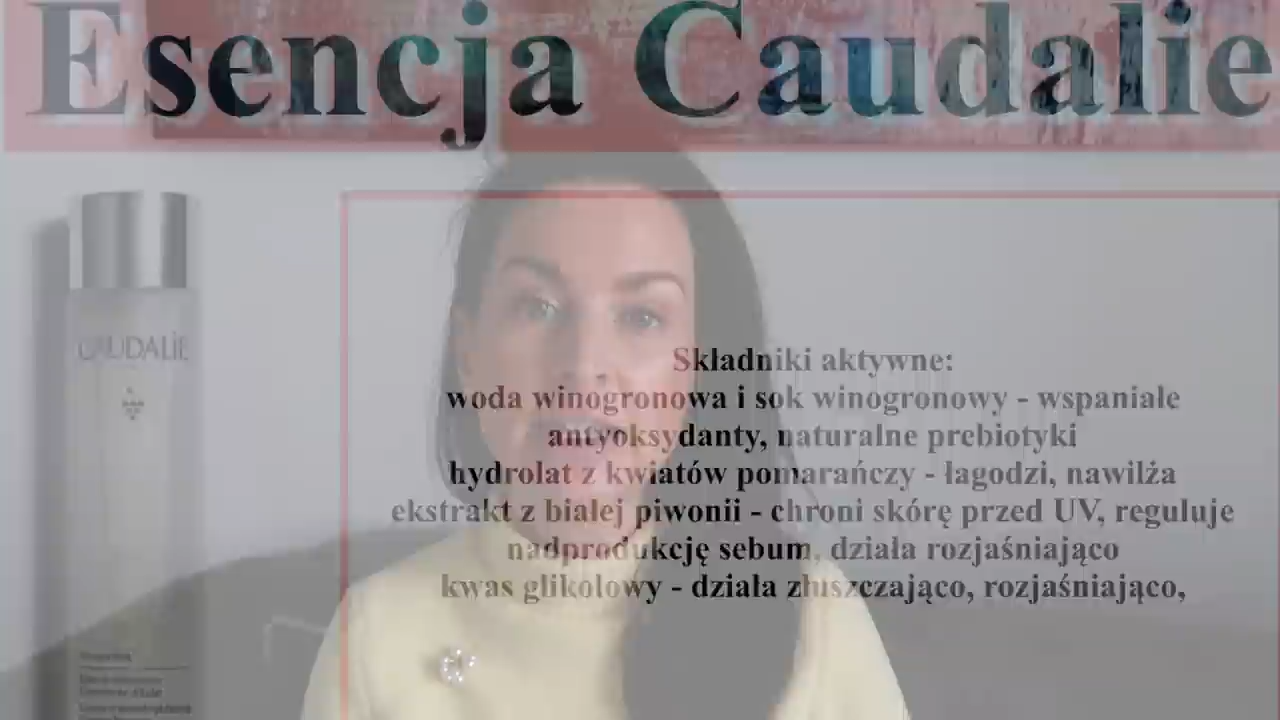 Esencja Caudalie
CAUDALIE
Składniki aktywne:
woda winogronowa i sok winogronowy - wspaniałe
antyoksydanty, naturalne prebiotyki
hydrolat z kwiatów pomarańczy - łagodzi, nawilża
ekstrakt z białej piwonii - chroni skórę przed UV, reguluje
nadprodukcję sebum, działa rozjaśniająco
kwas glikolowy - działa złuszczająco, rozjaśniająco,